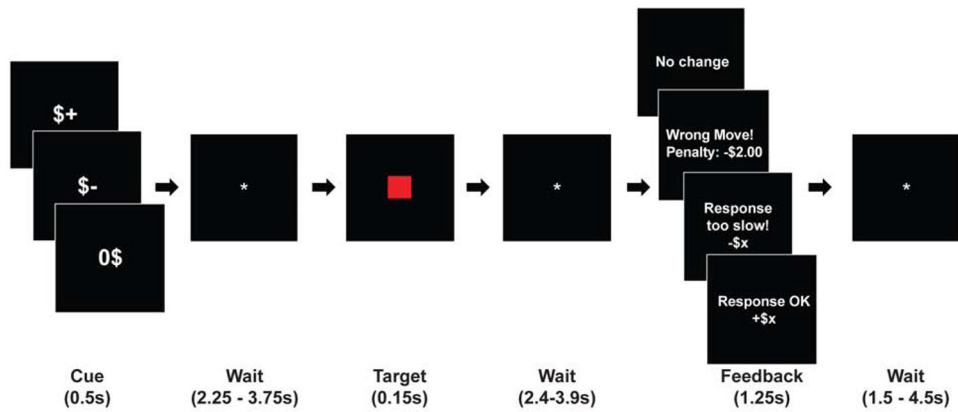 $+
$-
0$
*
*
No change
Wrong Move!
Penalty: -$2.00
Response
too slow!
-$x
Response OK
+$x
*
Cue
(0.5s)
Wait
(2.25 - 3.75s)
Target
(0.15s)
Wait
(2.4-3.9s)
Feedback
(1.25s)
Wait
(1.5 - 4.5s)